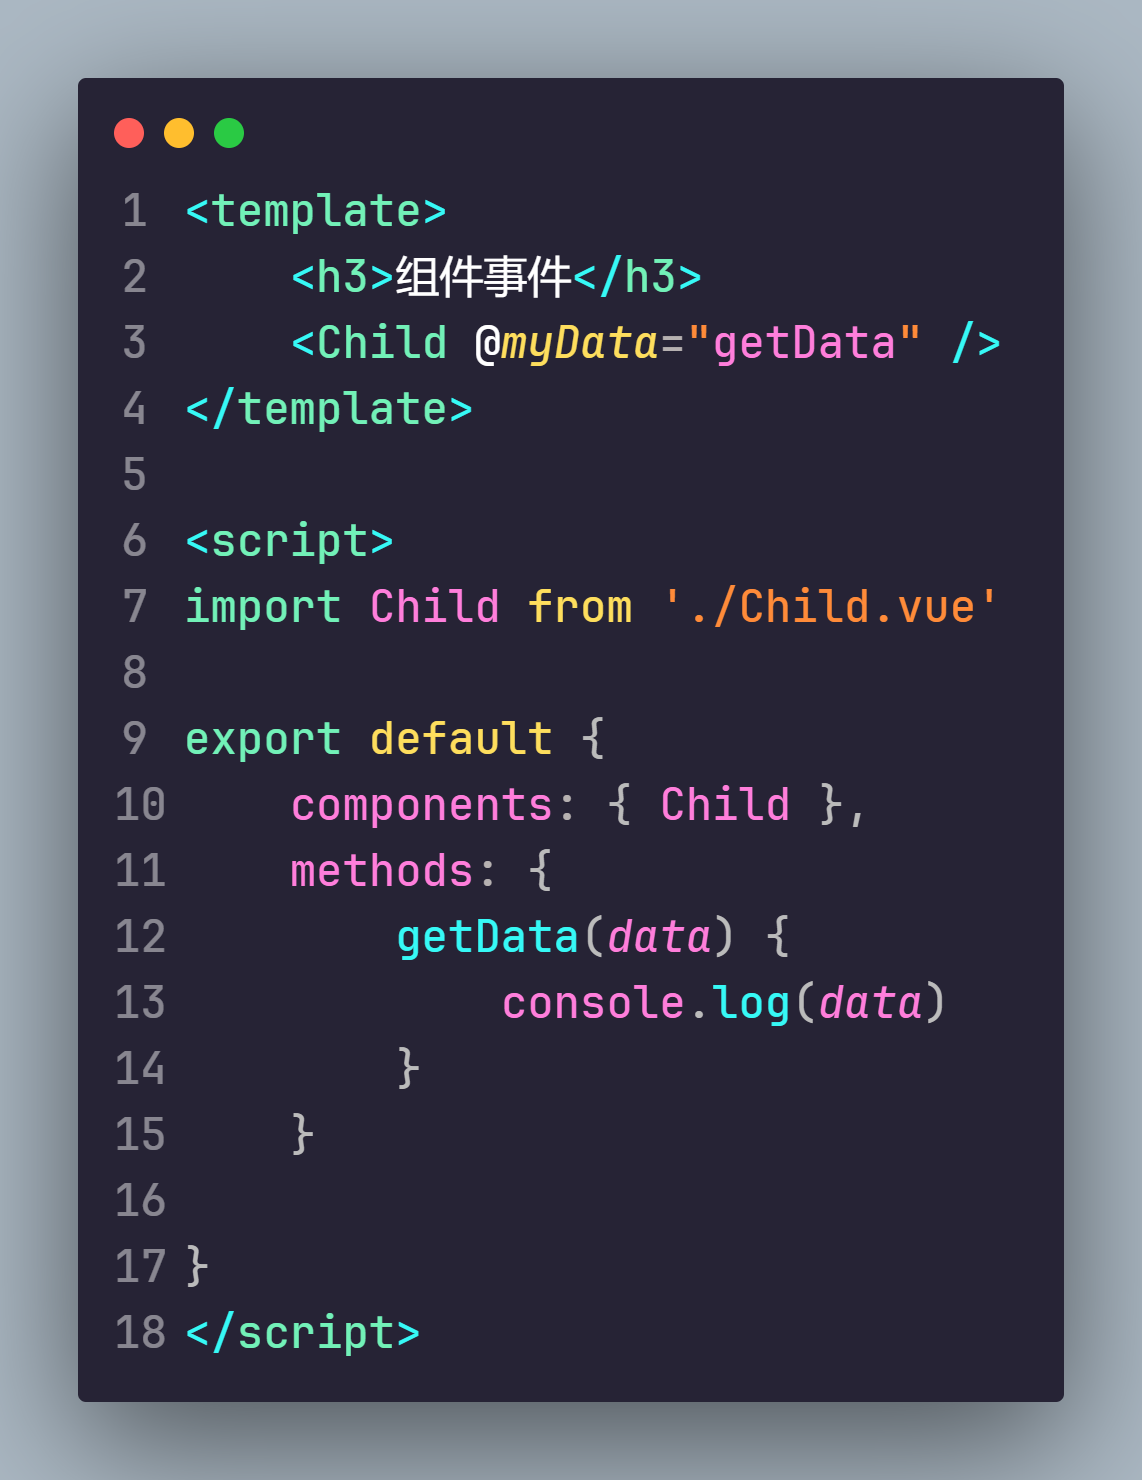 1 <template>
2     <h3>组件事件</h3>
3     <Child @myData="getData" />
4 </template>
5
6 <script>
7 import Child from './Child.vue'
8
9 export default {
10     components: { Child },
11     methods: {
12         getData(data) {
13             console.log(data)
14         }
15     }
16
17 }
18 </script>